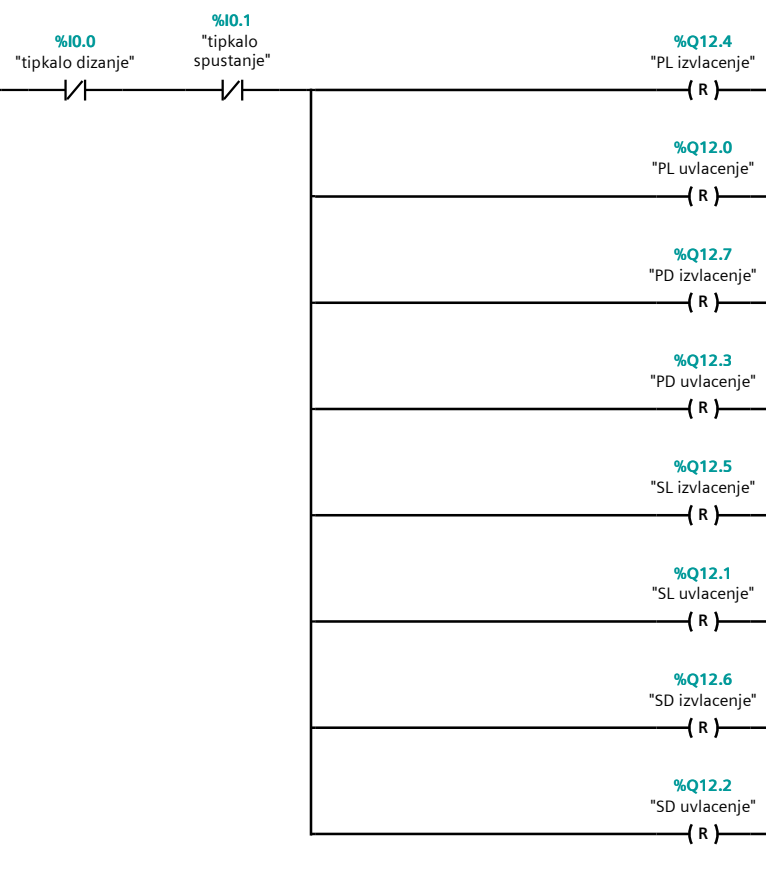 %I0.0
"tipkalo dizanje"
%I0.1
"tipkalo
spustanje"
%Q12.4
"PL izvlacenje"
R
%Q12.0
"PL uvlacenje"
R
%Q12.7
"PD izvlacenje"
R
%Q12.3
"PD uvlacenje"
R
%Q12.5
"SL izvlacenje"
R
%Q12.1
"SL uvlacenje"
R
%Q12.6
"SD izvlacenje"
R
%Q12.2
"SD uvlacenje"
R